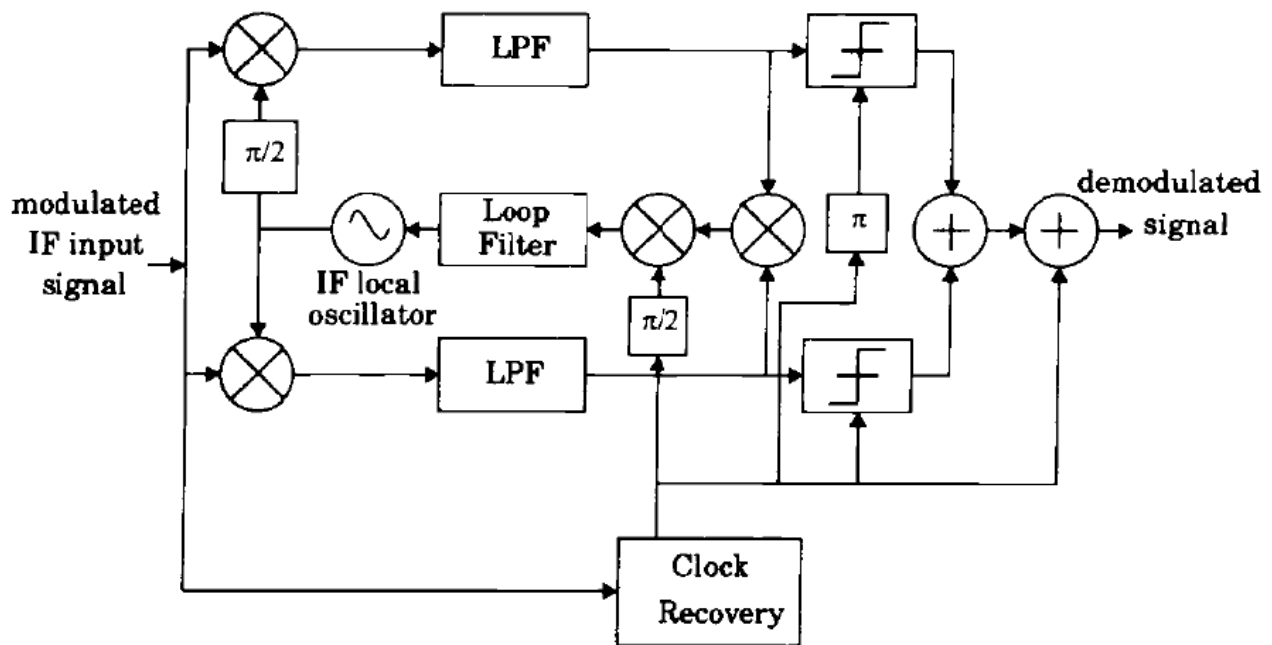 LPF
π/2
modulated
IF input
signal
Loop
Filter
IF local
oscillator
π
demodulated
signal
π/2
LPF
Clock
Recovery